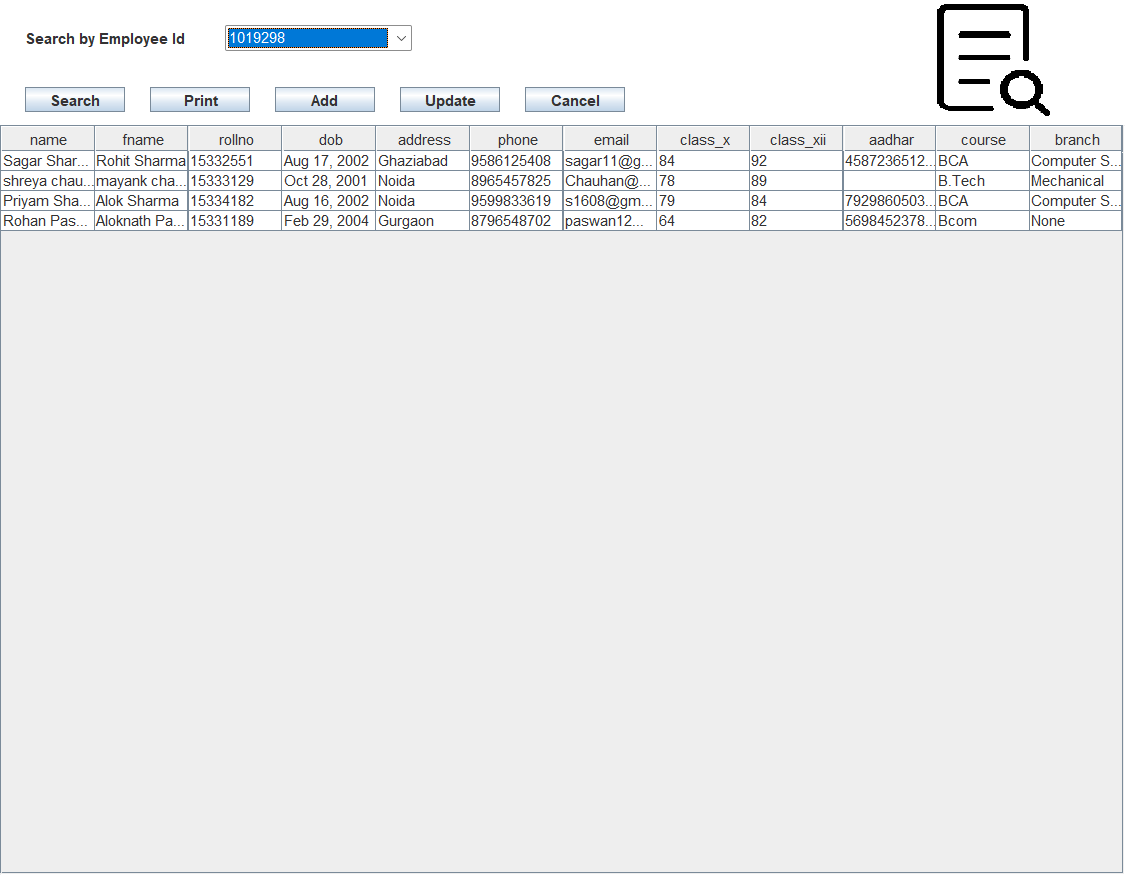 Search by Employee Id 1019298
Search Print Add Update Cancel
name fname rollno dob address phone email class_x class_xii aadhar course branch
Sagar Shar... Rohit Sharma 15332551 Aug 17, 2002 Ghaziabad 9586125408 sagar11@g... 84 92 4587236512... BCA Computer S...
shreya chau... mayank cha... 15333129 Oct 28, 2001 Noida 8965457825 Chauhan@... 78 89 B.Tech Mechanical
Priyam Sha... Alok Sharma 15334182 Aug 16, 2002 Noida 9599833619 s1608@gm... 79 84 7929860503... BCA Computer S...
Rohan Pas... Aloknath Pa... 15331189 Feb 29, 2004 Gurgaon 8796548702 paswan12... 64 82 5698452378... Bcom None